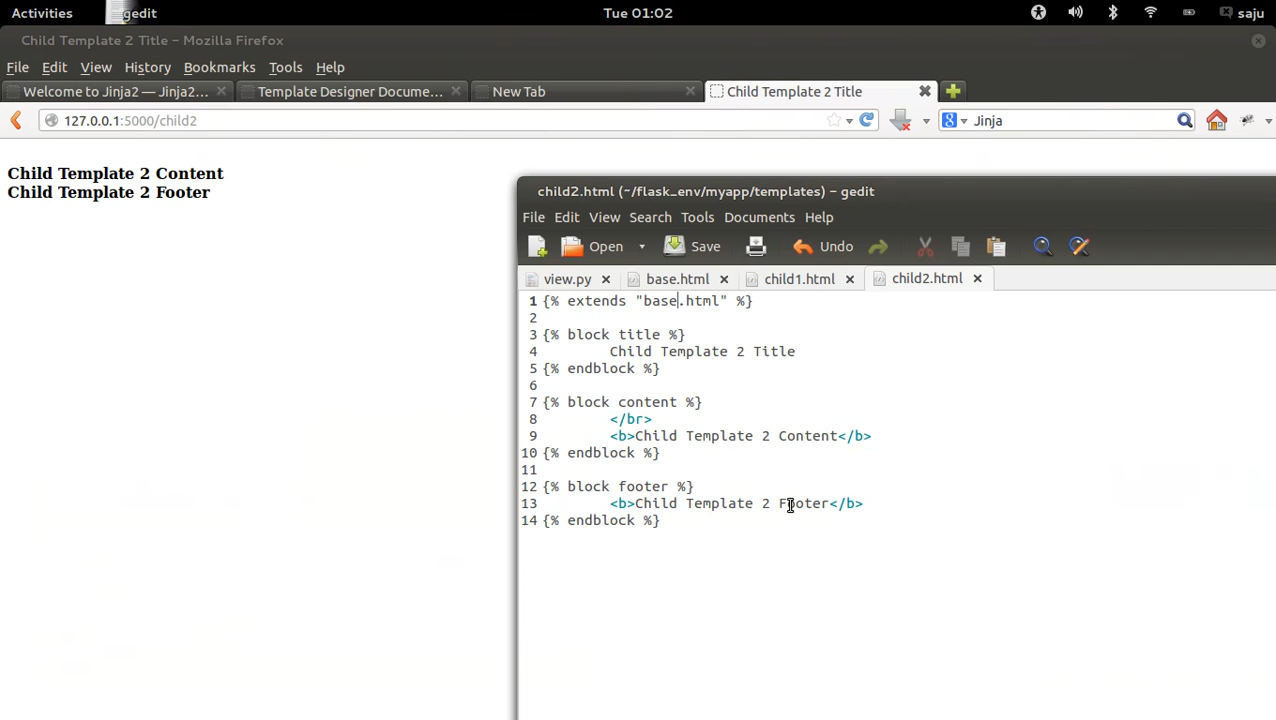 Activities gedit Tue 01:02 saju
Child Template 2 Title - Mozilla Firefox
File Edit View History Bookmarks Tools Help
Welcome to Jinja2 — Jinja2... Template Designer Docume... New Tab Child Template 2 Title
127.0.0.1:5000/child2 Jinja
Child Template 2 Content
Child Template 2 Footer
child2.html (~/flask_env/myapp/templates) - gedit
File Edit View Search Tools Documents Help
Open Save Undo
view.py base.html child1.html child2.html
1 {% extends "base.html" %}
2
3 {% block title %}
4 Child Template 2 Title
5 {% endblock %}
6
7 {% block content %}
8 </br>
9 <b>Child Template 2 Content</b>
10 {% endblock %}
11
12 {% block footer %}
13 <b>Child Template 2 Footer</b>
14 {% endblock %}